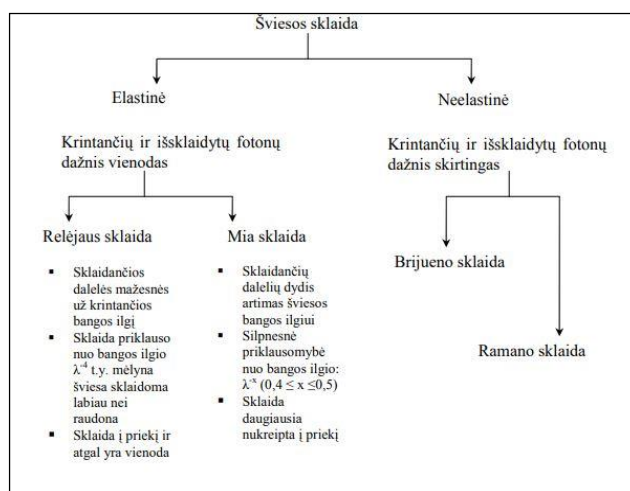 Šviesos sklaida
Elastinė
Krintančių ir išsklaidytų fotonų
dažnis vienodas
Neelastinė
Krintančių ir išsklaidytų fotonų
dažnis skirtingas
Relėjaus sklaida
▪ Sklaidančios
dalelės mažesnės
už krintančios
bangos ilgį
▪ Sklaida priklauso
nuo bangos ilgio
λ⁻⁴ t.y. mėlyna
šviesa sklaidoma
labiau nei
raudona
▪ Sklaida į priekį ir
atgal yra vienoda
Mia sklaida
▪ Sklaidančių
dalelių dydis
artimas šviesos
bangos ilgiui
▪ Silpnesnė
priklausomybė
nuo bangos ilgio:
λ⁻ˣ (0,4 ≤ x ≤0,5)
▪ Sklaida
daugiausia
nukreipta į priekį
Brijueno sklaida
Ramano sklaida